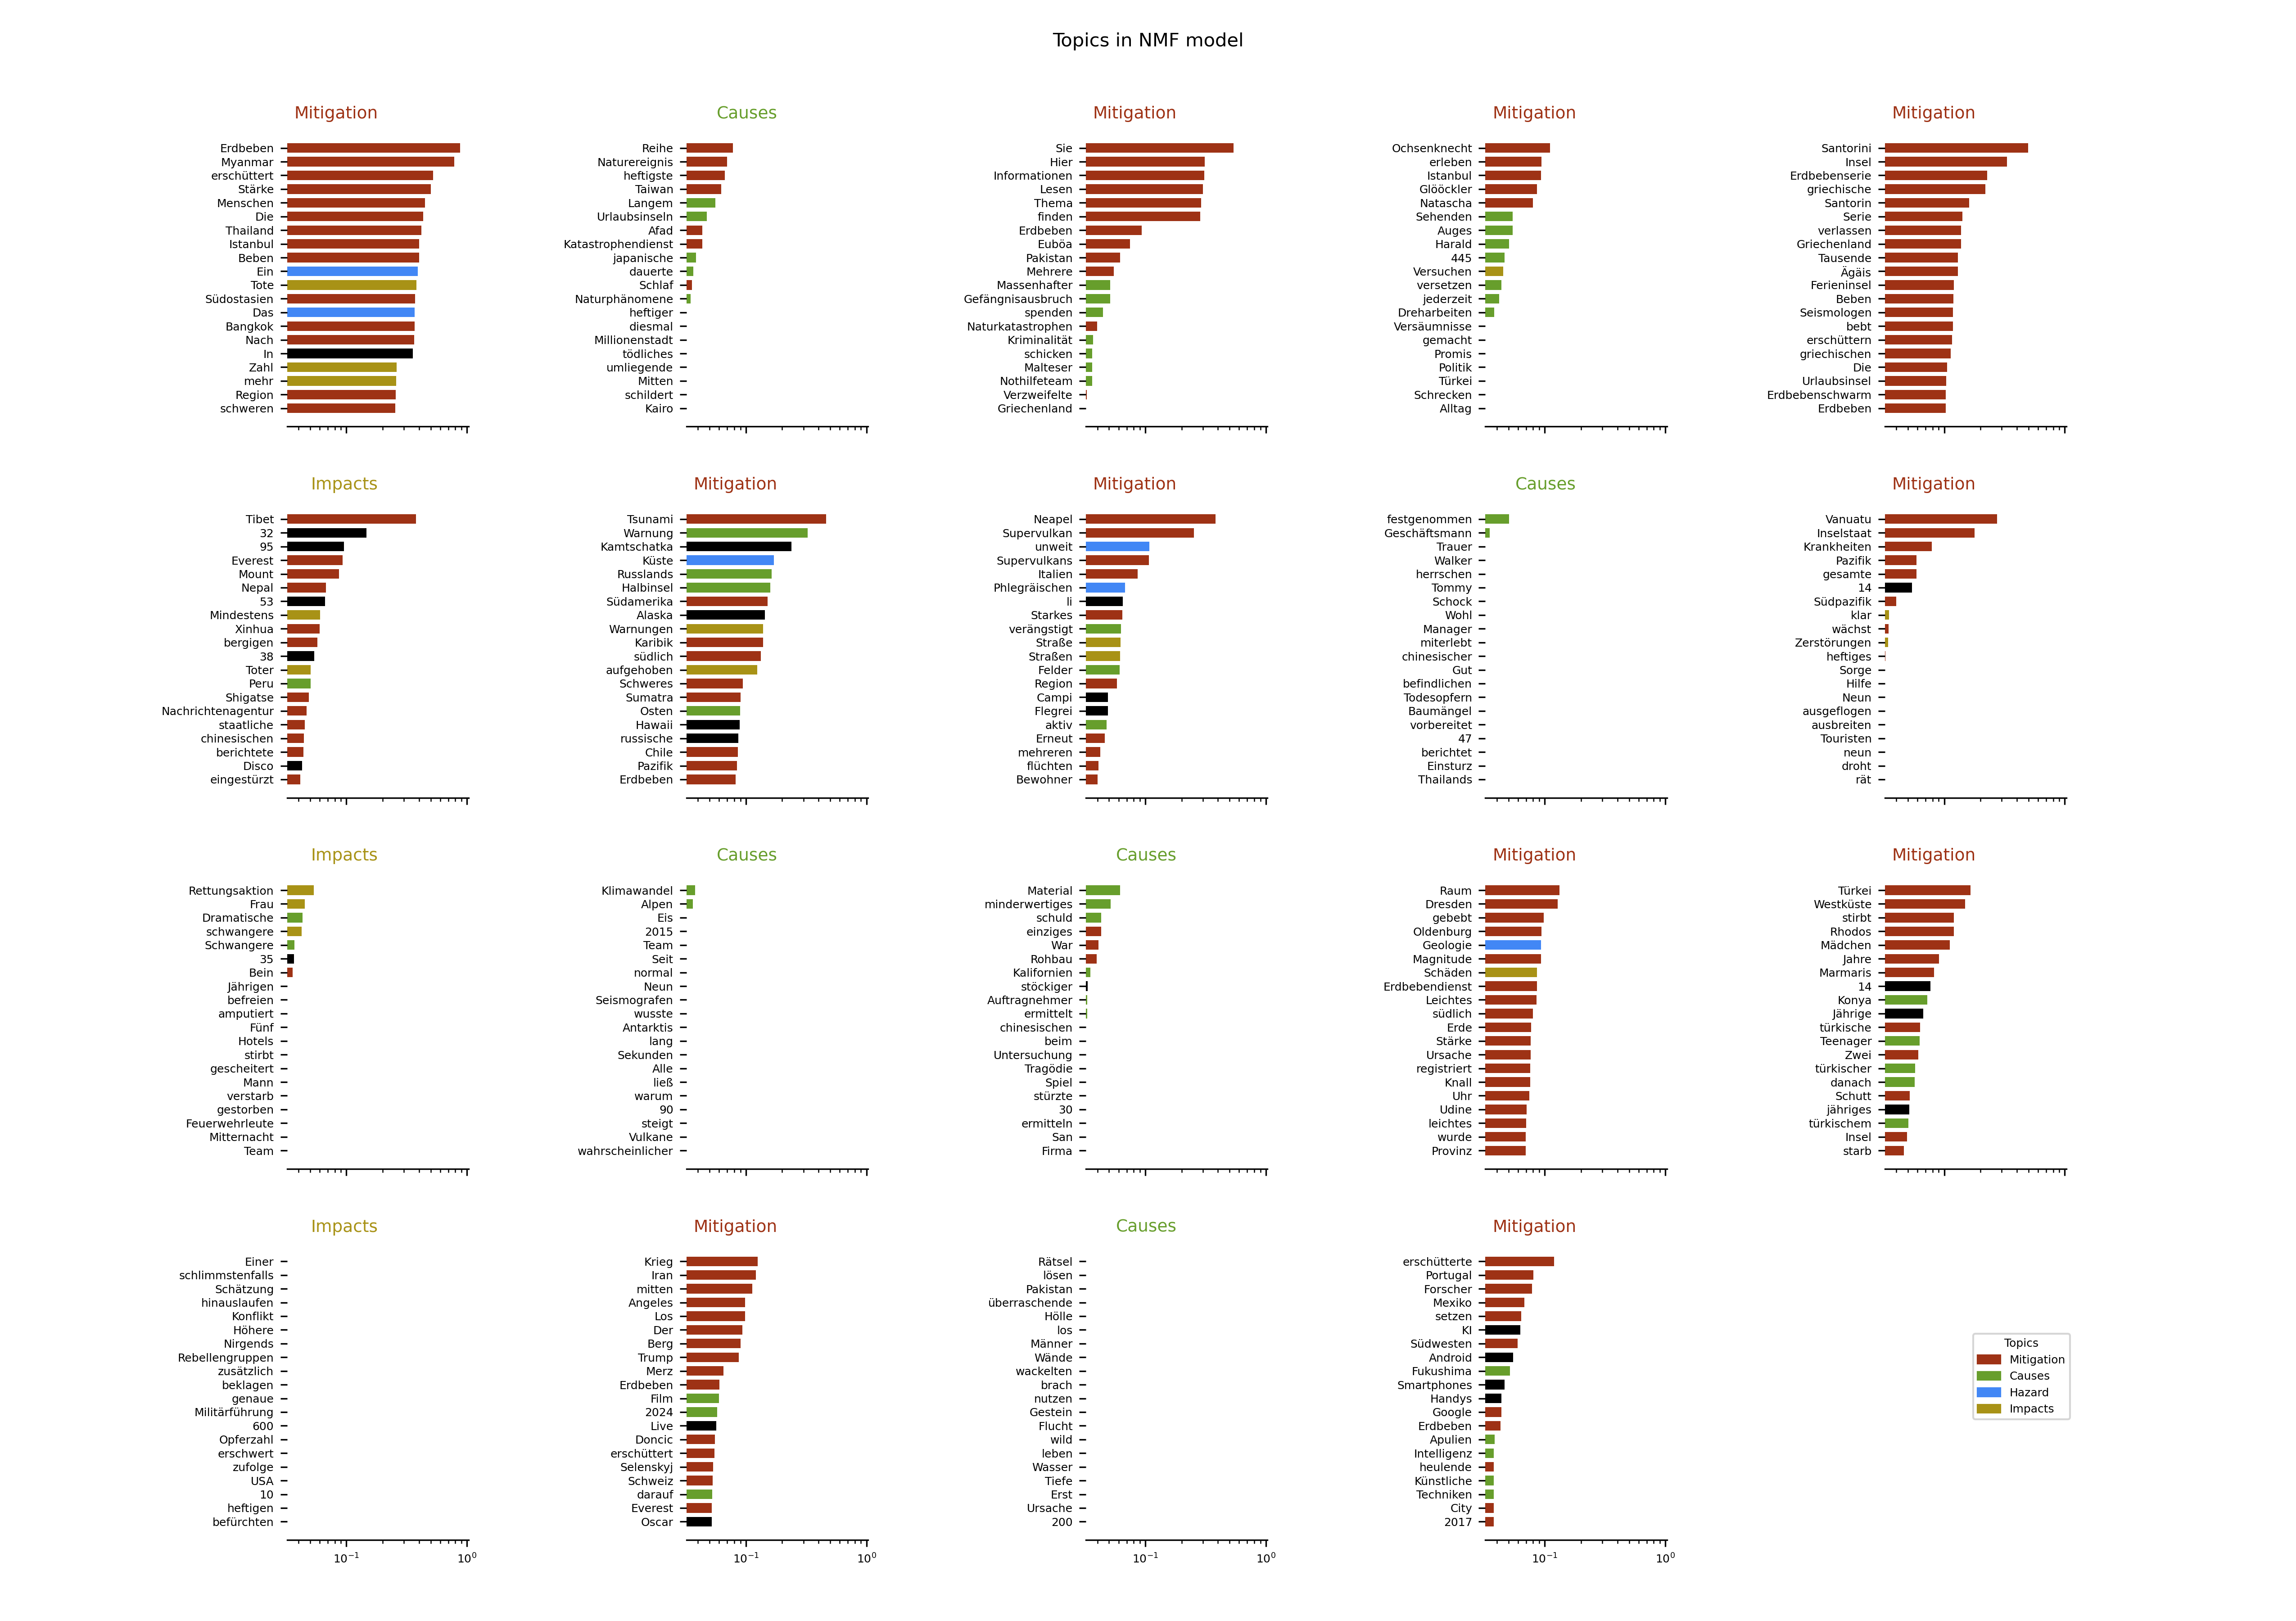 Topics in NMF model
Mitigation
Erdbeben
Myanmar
erschüttert
Stärke
Menschen
Die
Thailand
Istanbul
Beben
Ein
Tote
Südostasien
Das
Bangkok
Nach
In
Zahl
mehr
Region
schweren
Causes
Reihe
Naturereignis
heftigste
Taiwan
Langem
Urlaubsinseln
Afad
Katastrophendienst
japanische
dauerte
Schlaf
Naturphänomene
heftiger
diesmal
Millionenstadt
tödliches
umliegende
Mitten
schildert
Kairo
Mitigation
Sie
Hier
Informationen
Lesen
Thema
finden
Erdbeben
Euböa
Pakistan
Mehrere
Massenhafter
Gefängnisausbruch
spenden
Naturkatastrophen
Kriminalität
schicken
Malteser
Nothilfeteam
Verzweifelte
Griechenland
Mitigation
Ochsenknecht
erleben
Istanbul
Glööckler
Natascha
Sehenden
Auges
Harald
445
Versuchen
versetzen
jederzeit
Dreharbeiten
Versäumnisse
gemacht
Promis
Politik
Türkei
Schrecken
Alltag
Mitigation
Santorini
Insel
Erdbebenserie
griechische
Santorin
Serie
verlassen
Griechenland
Tausende
Ägäis
Ferieninsel
Beben
Seismologen
bebt
erschüttern
griechischen
Die
Urlaubsinsel
Erdbebenschwarm
Erdbeben
Impacts
Tibet
32
95
Everest
Mount
Nepal
53
Mindestens
Xinhua
bergigen
38
Toter
Peru
Shigatse
Nachrichtenagentur
staatliche
chinesischen
berichtete
Disco
eingestürzt
Mitigation
Tsunami
Warnung
Kamtschatka
Küste
Russlands
Halbinsel
Südamerika
Alaska
Warnungen
Karibik
südlich
aufgehoben
Schweres
Sumatra
Osten
Hawaii
russische
Chile
Pazifik
Erdbeben
Mitigation
Neapel
Supervulkan
unweit
Supervulkans
Italien
Phlegräischen
li
Starkes
verängstigt
Straße
Straßen
Felder
Region
Campi
Flegrei
aktiv
Erneut
mehreren
flüchten
Bewohner
Causes
festgenommen
Geschäftsmann
Trauer
Walker
herrschen
Tommy
Schock
Wohl
Manager
miterlebt
chinesischer
Gut
befindlichen
Todesopfern
Baumängel
vorbereitet
47
berichtet
Einsturz
Thailands
Mitigation
Vanuatu
Inselstaat
Krankheiten
Pazifik
gesamte
14
Südpazifik
klar
wächst
Zerstörungen
heftiges
Sorge
Hilfe
Neun
ausgeflogen
ausbreiten
Touristen
neun
droht
rät
Impacts
Rettungsaktion
Frau
Dramatische
schwangere
Schwangere
35
Bein
Jährigen
befreien
amputiert
Fünf
Hotels
stirbt
gescheitert
Mann
verstarb
gestorben
Feuerwehrleute
Mitternacht
Team
Causes
Klimawandel
Alpen
Eis
2015
Team
Seit
normal
Neun
Seismografen
wusste
Antarktis
lang
Sekunden
Alle
ließ
warum
90
steigt
Vulkane
wahrscheinlicher
Causes
Material
minderwertiges
schuld
einziges
War
Rohbau
Kalifornien
stöckiger
Auftragnehmer
ermittelt
chinesischen
beim
Untersuchung
Tragödie
Spiel
stürzte
30
ermitteln
San
Firma
Mitigation
Raum
Dresden
gebebt
Oldenburg
Geologie
Magnitude
Schäden
Erdbebendienst
Leichtes
südlich
Erde
Stärke
Ursache
registriert
Knall
Uhr
Udine
leichtes
wurde
Provinz
Mitigation
Türkei
Westküste
stirbt
Rhodos
Mädchen
Jahre
Marmaris
14
Konya
Jährige
türkische
Teenager
Zwei
türkischer
danach
Schutt
jähriges
türkischem
Insel
starb
Impacts
Einer
schlimmstenfalls
Schätzung
hinauslaufen
Konflikt
Höhere
Nirgends
Rebellengruppen
zusätzlich
beklagen
genaue
Militärführung
600
Opferzahl
erschwert
zufolge
USA
10
heftigen
befürchten
10⁻¹ 10⁰
Mitigation
Krieg
Iran
mitten
Angeles
Los
Der
Berg
Trump
Merz
Erdbeben
Film
2024
Live
Doncic
erschüttert
Selenskyj
Schweiz
darauf
Everest
Oscar
10⁻¹ 10⁰
Causes
Rätsel
lösen
Pakistan
überraschende
Hölle
los
Männer
Wände
wackelten
brach
nutzen
Gestein
Flucht
wild
leben
Wasser
Tiefe
Erst
Ursache
200
10⁻¹ 10⁰
Mitigation
erschütterte
Portugal
Forscher
Mexiko
setzen
KI
Südwesten
Android
Fukushima
Smartphones
Handys
Google
Erdbeben
Apulien
Intelligenz
heulende
Künstliche
Techniken
City
2017
10⁻¹ 10⁰
Topics
Mitigation
Causes
Hazard
Impacts